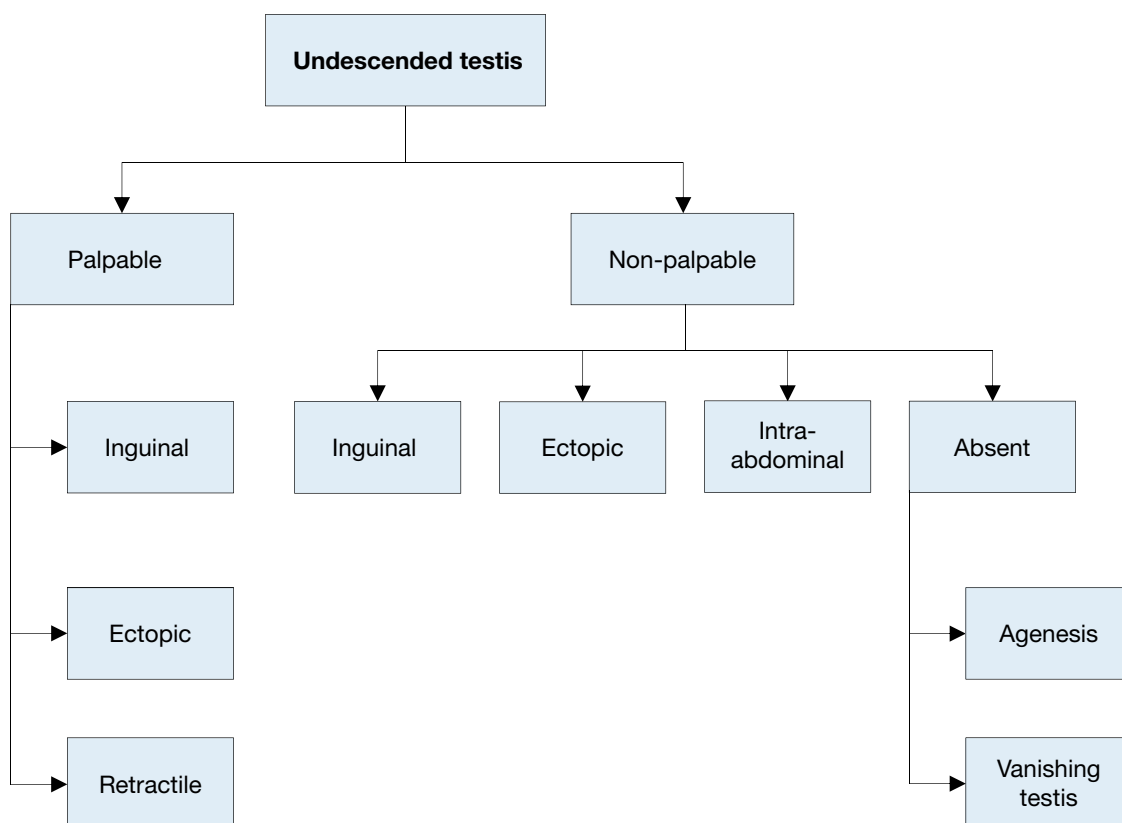 Undescended testis
Palpable
Non-palpable
Inguinal
Inguinal
Ectopic
Intra-
abdominal
Absent
Ectopic
Agenesis
Retractile
Vanishing
testis